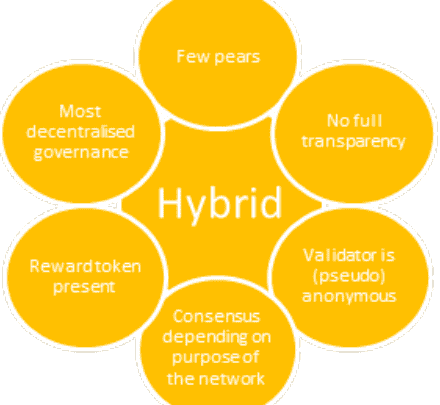 Few pears
No full
transparency
Validator is
(pseudo)
anonymous
Consensus
depending on
purpose of
the network
Reward token
present
Most
decentralised
governance
Hybrid